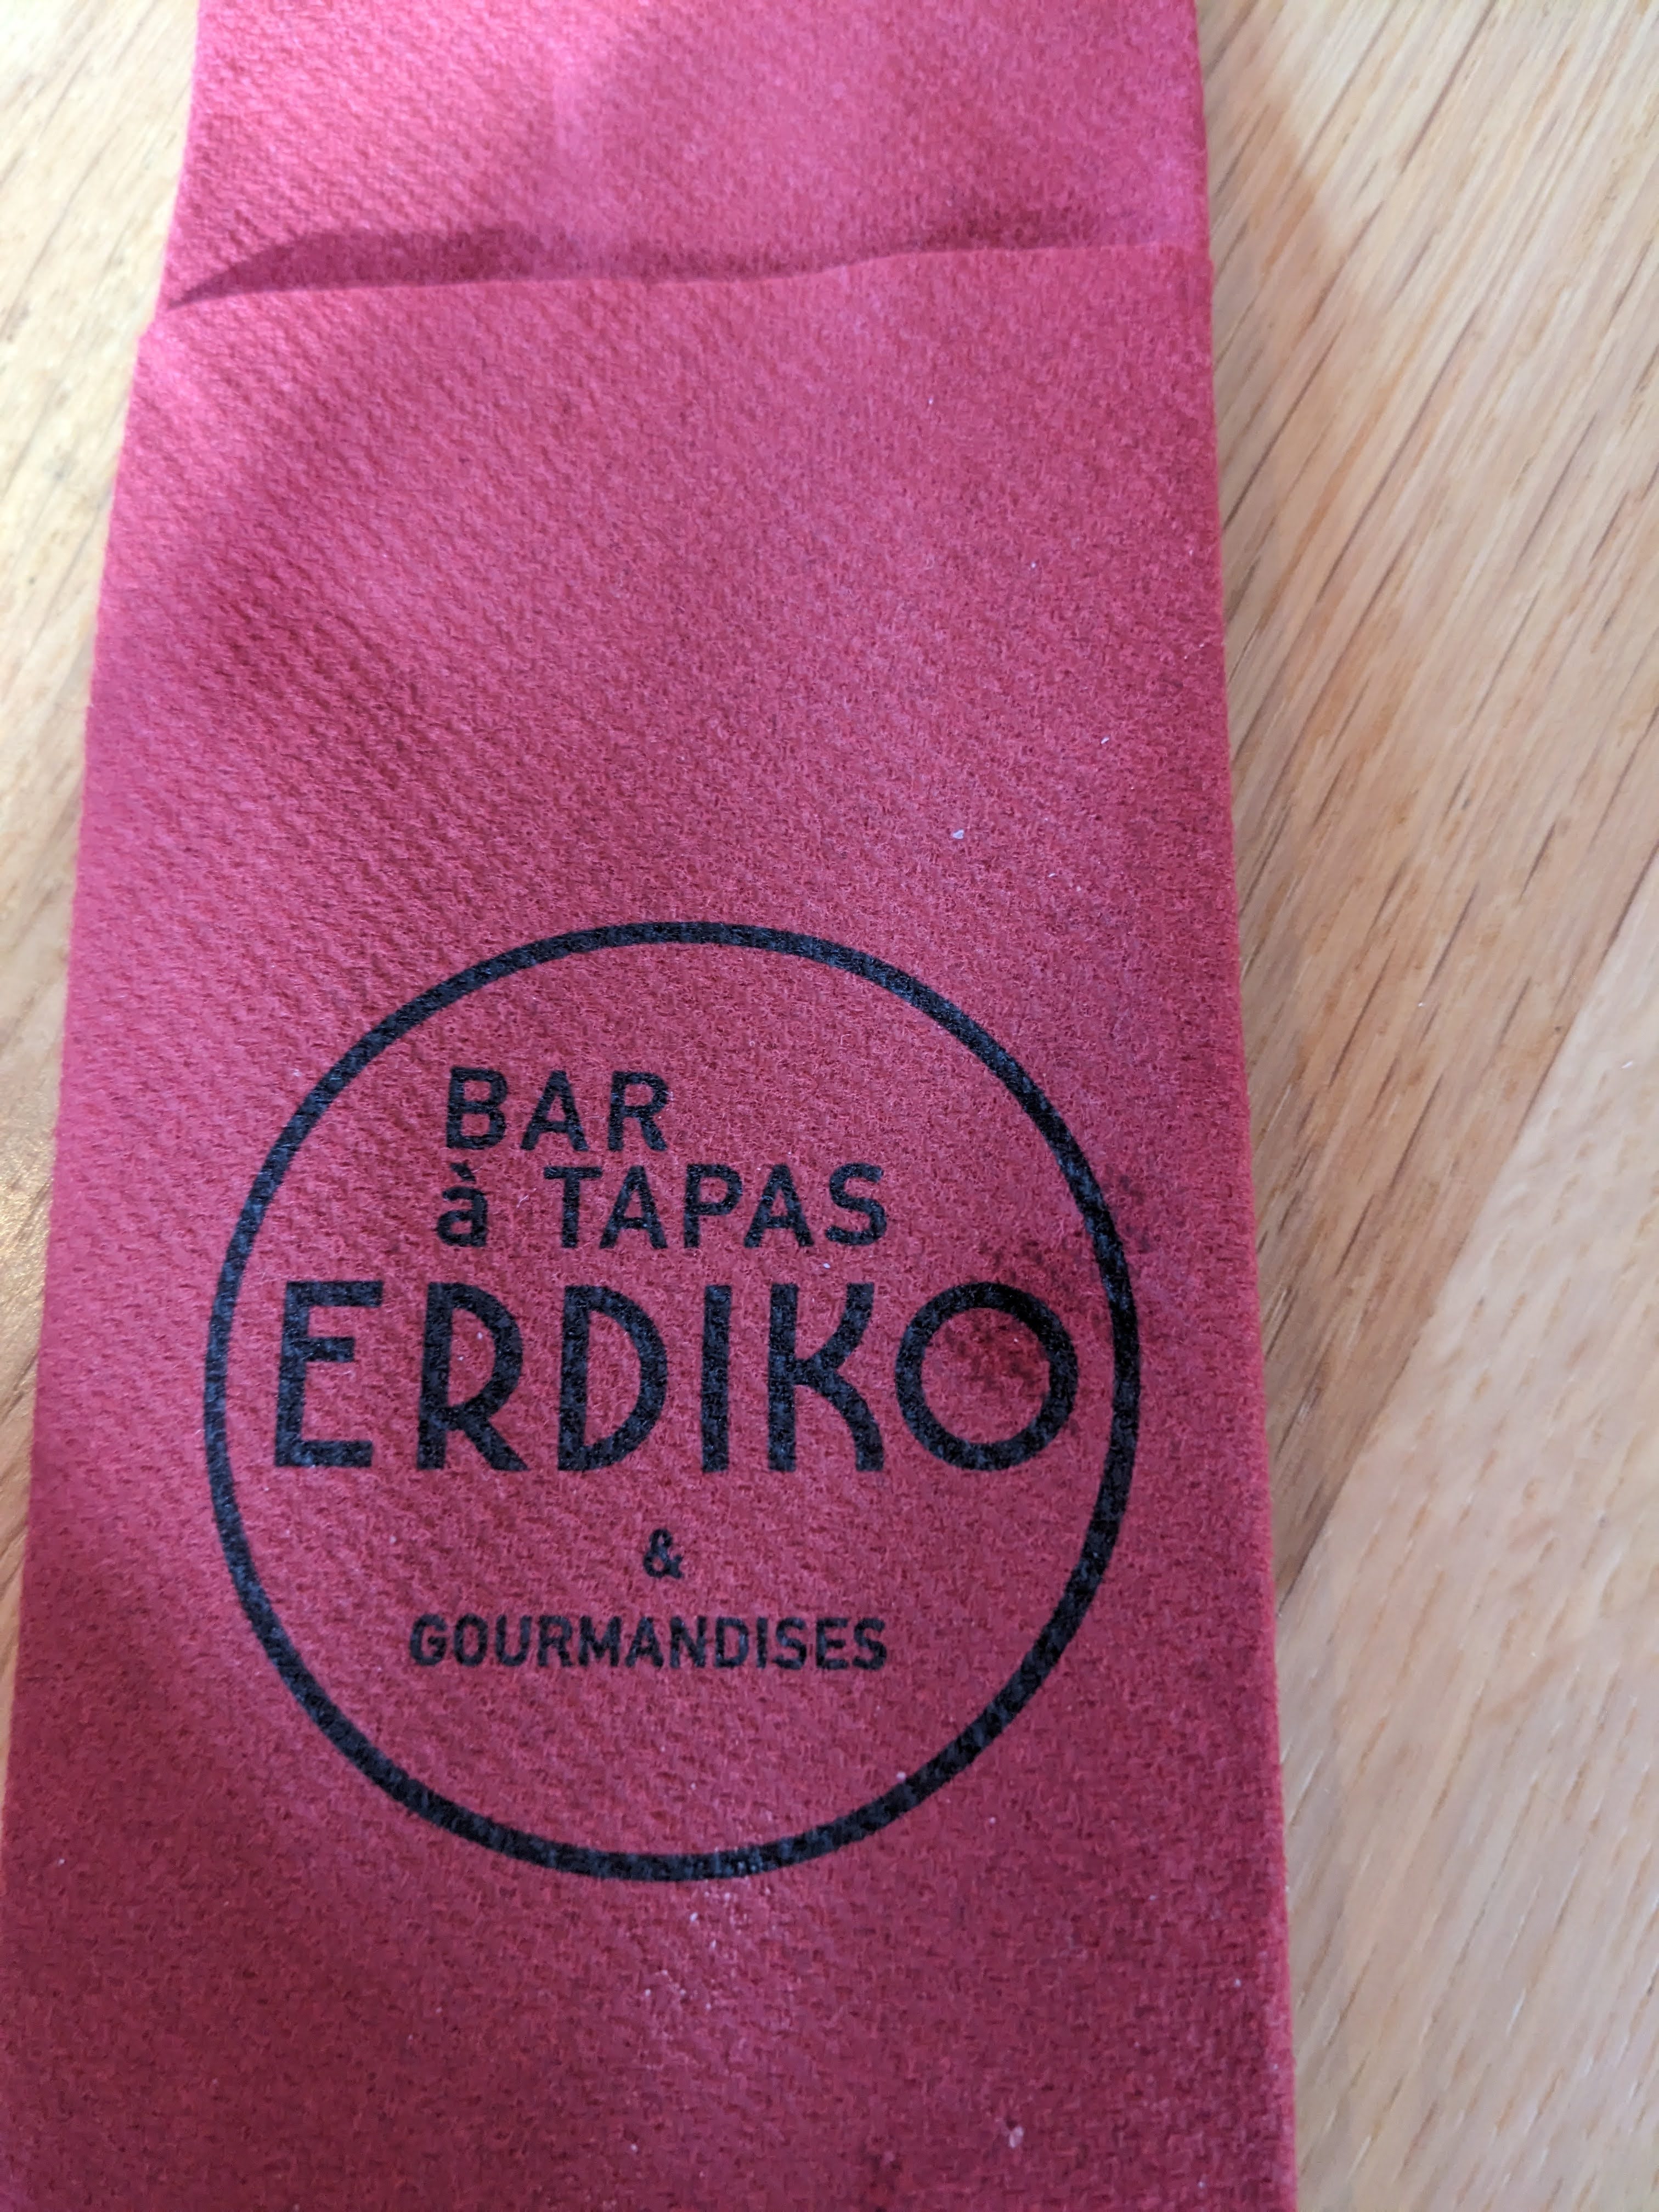 BAR
à TAPAS
ERDIKO
&
GOURMANDISES